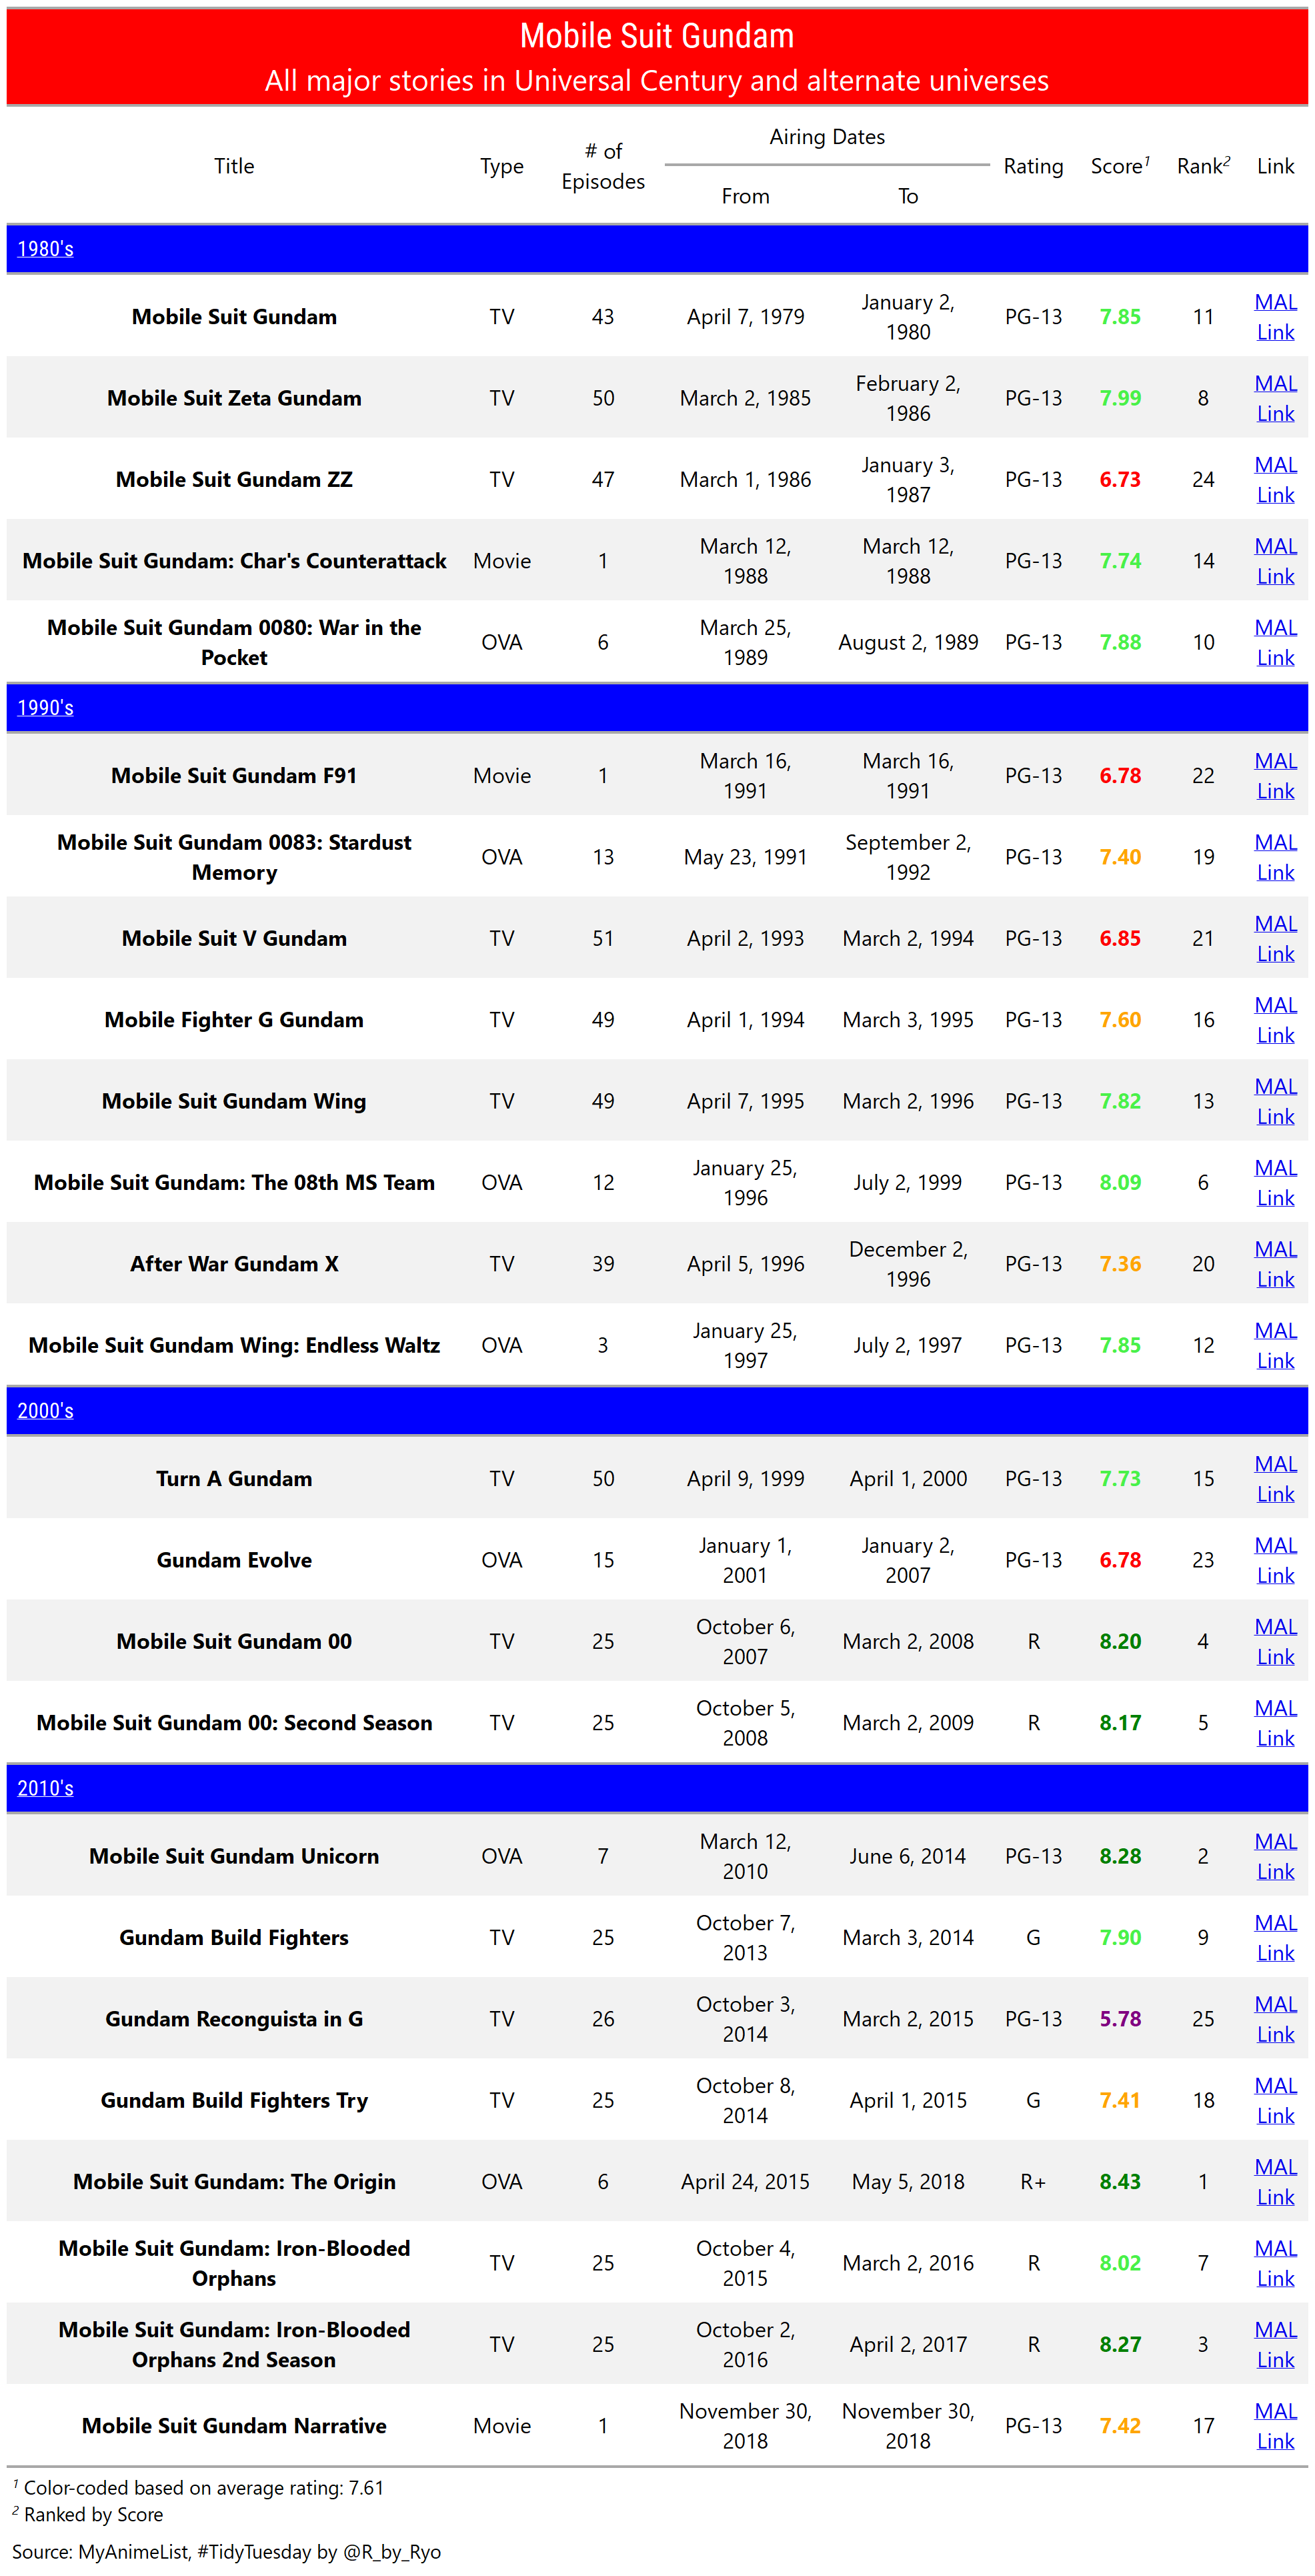 Mobile Suit Gundam
All major stories in Universal Century and alternate universes
Title Type # of Episodes Airing Dates From To Rating Score1 Rank2 Link
1980's
Mobile Suit Gundam TV 43 April 7, 1979 January 2, 1980 PG-13 7.85 11 MAL Link
Mobile Suit Zeta Gundam TV 50 March 2, 1985 February 2, 1986 PG-13 7.99 8 MAL Link
Mobile Suit Gundam ZZ TV 47 March 1, 1986 January 3, 1987 PG-13 6.73 24 MAL Link
Mobile Suit Gundam: Char's Counterattack Movie 1 March 12, 1988 March 12, 1988 PG-13 7.74 14 MAL Link
Mobile Suit Gundam 0080: War in the Pocket OVA 6 March 25, 1989 August 2, 1989 PG-13 7.88 10 MAL Link
1990's
Mobile Suit Gundam F91 Movie 1 March 16, 1991 March 16, 1991 PG-13 6.78 22 MAL Link
Mobile Suit Gundam 0083: Stardust Memory OVA 13 May 23, 1991 September 2, 1992 PG-13 7.40 19 MAL Link
Mobile Suit V Gundam TV 51 April 2, 1993 March 2, 1994 PG-13 6.85 21 MAL Link
Mobile Fighter G Gundam TV 49 April 1, 1994 March 3, 1995 PG-13 7.60 16 MAL Link
Mobile Suit Gundam Wing TV 49 April 7, 1995 March 2, 1996 PG-13 7.82 13 MAL Link
Mobile Suit Gundam: The 08th MS Team OVA 12 January 25, 1996 July 2, 1999 PG-13 8.09 6 MAL Link
After War Gundam X TV 39 April 5, 1996 December 2, 1996 PG-13 7.36 20 MAL Link
Mobile Suit Gundam Wing: Endless Waltz OVA 3 January 25, 1997 July 2, 1997 PG-13 7.85 12 MAL Link
2000's
Turn A Gundam TV 50 April 9, 1999 April 1, 2000 PG-13 7.73 15 MAL Link
Gundam Evolve OVA 15 January 1, 2001 January 2, 2007 PG-13 6.78 23 MAL Link
Mobile Suit Gundam 00 TV 25 October 6, 2007 March 2, 2008 R 8.20 4 MAL Link
Mobile Suit Gundam 00: Second Season TV 25 October 5, 2008 March 2, 2009 R 8.17 5 MAL Link
2010's
Mobile Suit Gundam Unicorn OVA 7 March 12, 2010 June 6, 2014 PG-13 8.28 2 MAL Link
Gundam Build Fighters TV 25 October 7, 2013 March 3, 2014 G 7.90 9 MAL Link
Gundam Reconguista in G TV 26 October 3, 2014 March 2, 2015 PG-13 5.78 25 MAL Link
Gundam Build Fighters Try TV 25 October 8, 2014 April 1, 2015 G 7.41 18 MAL Link
Mobile Suit Gundam: The Origin OVA 6 April 24, 2015 May 5, 2018 R+ 8.43 1 MAL Link
Mobile Suit Gundam: Iron-Blooded Orphans TV 25 October 4, 2015 March 2, 2016 R 8.02 7 MAL Link
Mobile Suit Gundam: Iron-Blooded Orphans 2nd Season TV 25 October 2, 2016 April 2, 2017 R 8.27 3 MAL Link
Mobile Suit Gundam Narrative Movie 1 November 30, 2018 November 30, 2018 PG-13 7.42 17 MAL Link
1 Color-coded based on average rating: 7.61
2 Ranked by Score
Source: MyAnimeList, #TidyTuesday by @R_by_Ryo